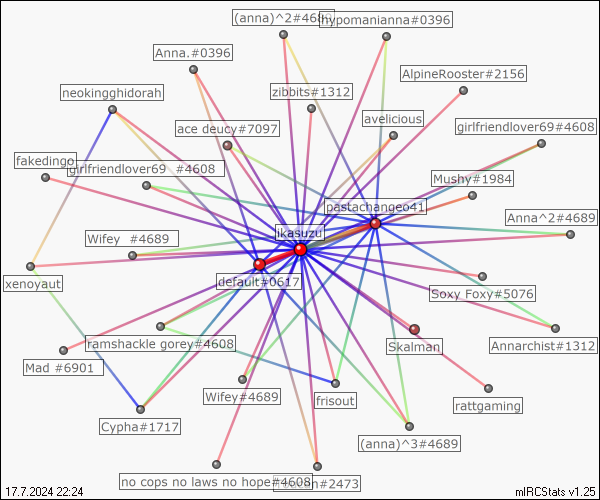 (anna)^2#4689
hypomanianna#0396
Anna.#0396
AlpineRooster#2156
neokingghidorah
zibbits#1312
avelicious
ace deucy#7097
girlfriendlover69#4608
fakedingo
girlfriendlover69 #4608
Mushy#1984
pastachaneo41
Anna^2#4689
ikasuzu
Wifey #4689
xenoyaut
default#0617
Soxy Foxy#5076
ramshackle gorey#4608
Skalman
Annarchist#1312
Mad #6901
Wifey#4689
frisout
rattgaming
Cypha#1717
(anna)^3#4689
no cops no laws no hope#4608
#2473
17.7.2024 22:24
mIRCStats v1.25